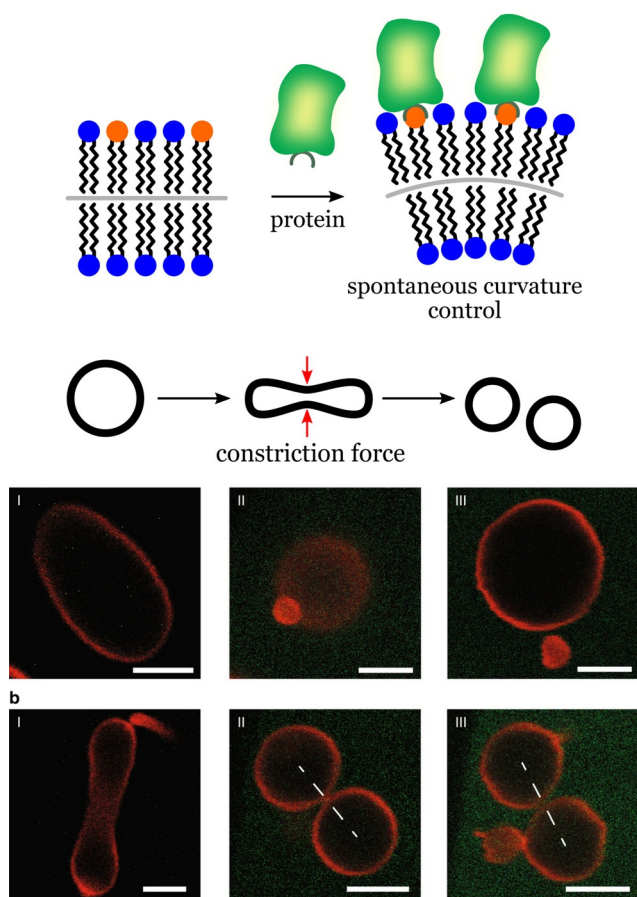 protein
spontaneous curvature
control
constriction force
I
II
III
b
I
II
III